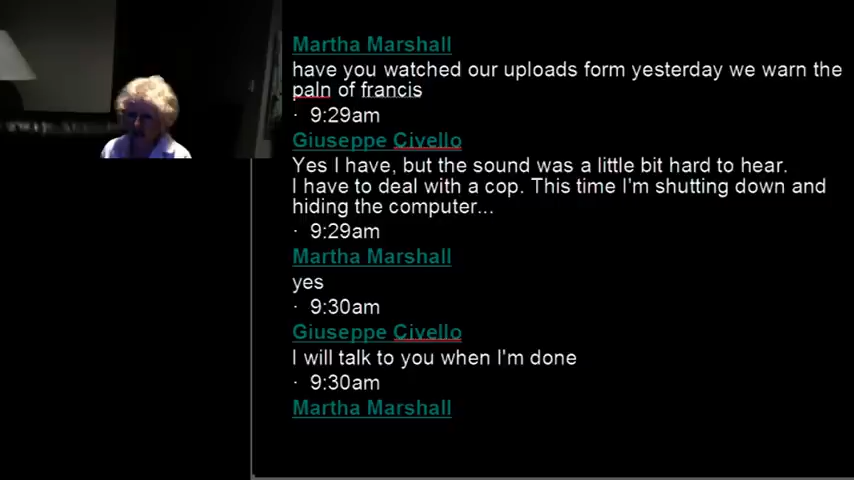 Martha Marshall
have you watched our uploads form yesterday we warn the
paln of francis
· 9:29am
Giuseppe Civello
Yes I have, but the sound was a little bit hard to hear.
I have to deal with a cop. This time I'm shutting down and
hiding the computer...
· 9:29am
Martha Marshall
yes
· 9:30am
Giuseppe Civello
I will talk to you when I'm done
· 9:30am
Martha Marshall